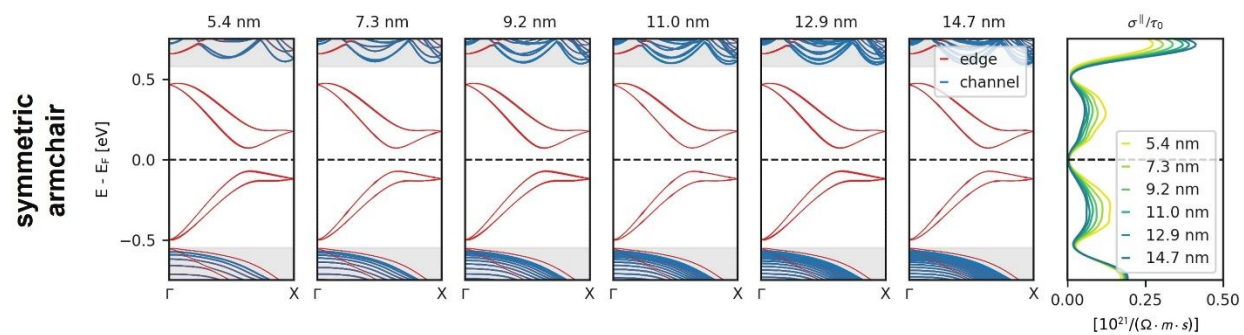 5.4 nm
7.3 nm
9.2 nm
11.0 nm
12.9 nm
14.7 nm
σ^∥/τ₀
symmetric
armchair
E - E_F [eV]
0.5
0.0
−0.5
edge
channel
5.4 nm
7.3 nm
9.2 nm
11.0 nm
12.9 nm
14.7 nm
Γ X
Γ X
Γ X
Γ X
Γ X
Γ X
0.00 0.25 0.50
[10²¹/(Ω · m · s)]